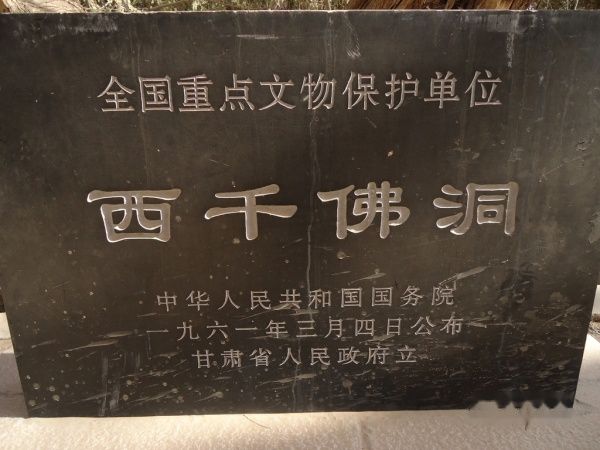 全国重点文物保护单位
西千佛洞
中华人民共和国国务院
一九六一年三月四日公布
甘肃省人民政府立